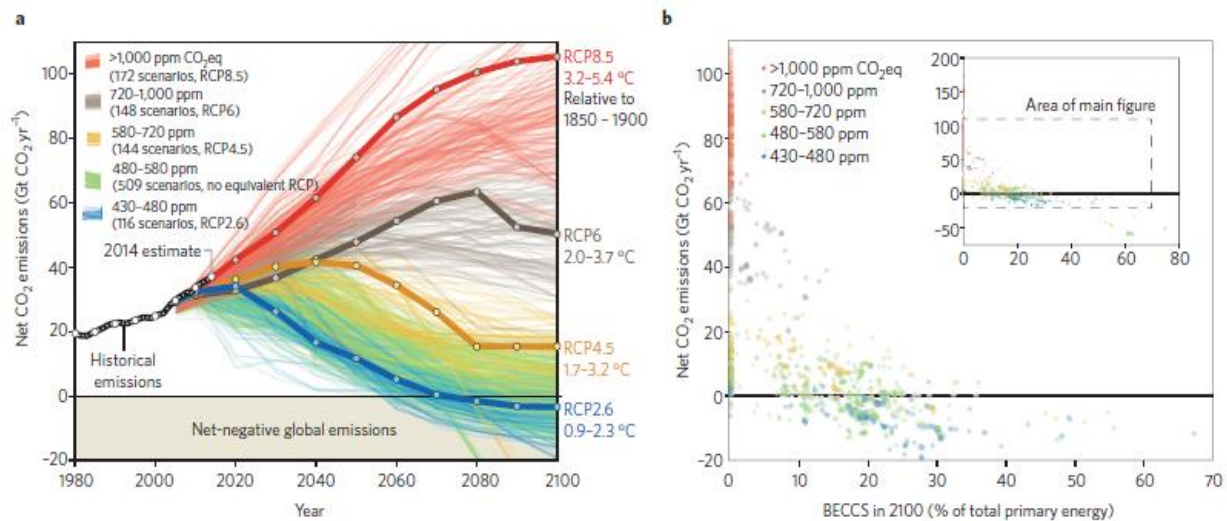 a
Net CO₂ emissions (Gt CO₂ yr⁻¹)
100
80
60
40
20
0
−20
>1,000 ppm CO₂eq
(172 scenarios, RCP8.5)
720–1,000 ppm
(148 scenarios, RCP6)
580–720 ppm
(144 scenarios, RCP4.5)
480–580 ppm
(509 scenarios, no equivalent RCP)
430–480 ppm
(116 scenarios, RCP2.6)
2014 estimate
Historical
emissions
Net-negative global emissions
RCP8.5
3.2–5.4 °C
Relative to
1850 – 1900
RCP6
2.0–3.7 °C
RCP4.5
1.7–3.2 °C
RCP2.6
0.9–2.3 °C
1980 2000 2020 2040 2060 2080 2100
Year
b
Net CO₂ emissions (Gt CO₂ yr⁻¹)
100
80
60
40
20
0
−20
>1,000 ppm CO₂eq
720–1,000 ppm
580–720 ppm
480–580 ppm
430–480 ppm
200
150
100
50
0
−50
Area of main figure
0 20 40 60 80
0 10 20 30 40 50 60 70
BECCS in 2100 (% of total primary energy)